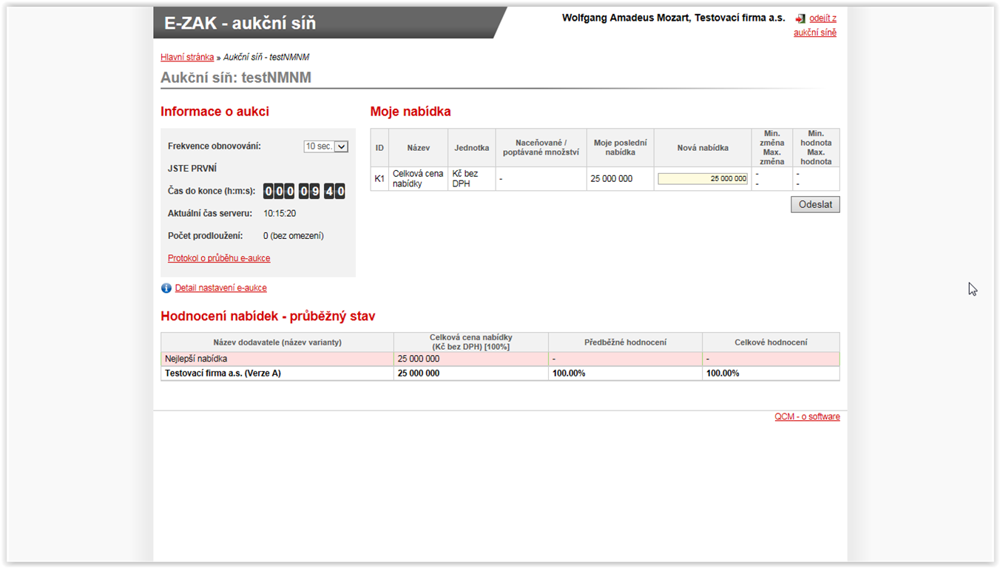 E-ZAK - aukční síň
Wolfgang Amadeus Mozart, Testovací firma a.s.
odejít z
aukční síně
Hlavní stránka » Aukční síň - testNMNM
Aukční síň: testNMNM
Informace o aukci
Frekvence obnovování: 10 sec.
JSTE PRVNÍ
Čas do konce (h:m:s): 000 09 40
Aktuální čas serveru: 10:15:20
Počet prodloužení: 0 (bez omezení)
Protokol o průběhu e-aukce
Detail nastavení e-aukce
Moje nabídka
ID
Název
Jednotka
Naceňované /
poptávané množství
Moje poslední
nabídka
Nová nabídka
Min.
změna
Max.
změna
Min.
hodnota
Max.
hodnota
K1
Celková cena
nabídky
Kč bez
DPH
-
25 000 000
25 000 000
-
-
-
-
Odeslat
Hodnocení nabídek - průběžný stav
Název dodavatele (název varianty)
Celková cena nabídky
(Kč bez DPH) [100%]
Předběžné hodnocení
Celkové hodnocení
Nejlepší nabídka 25 000 000 - -
Testovací firma a.s. (Verze A) 25 000 000 100.00% 100.00%
QCM - o software